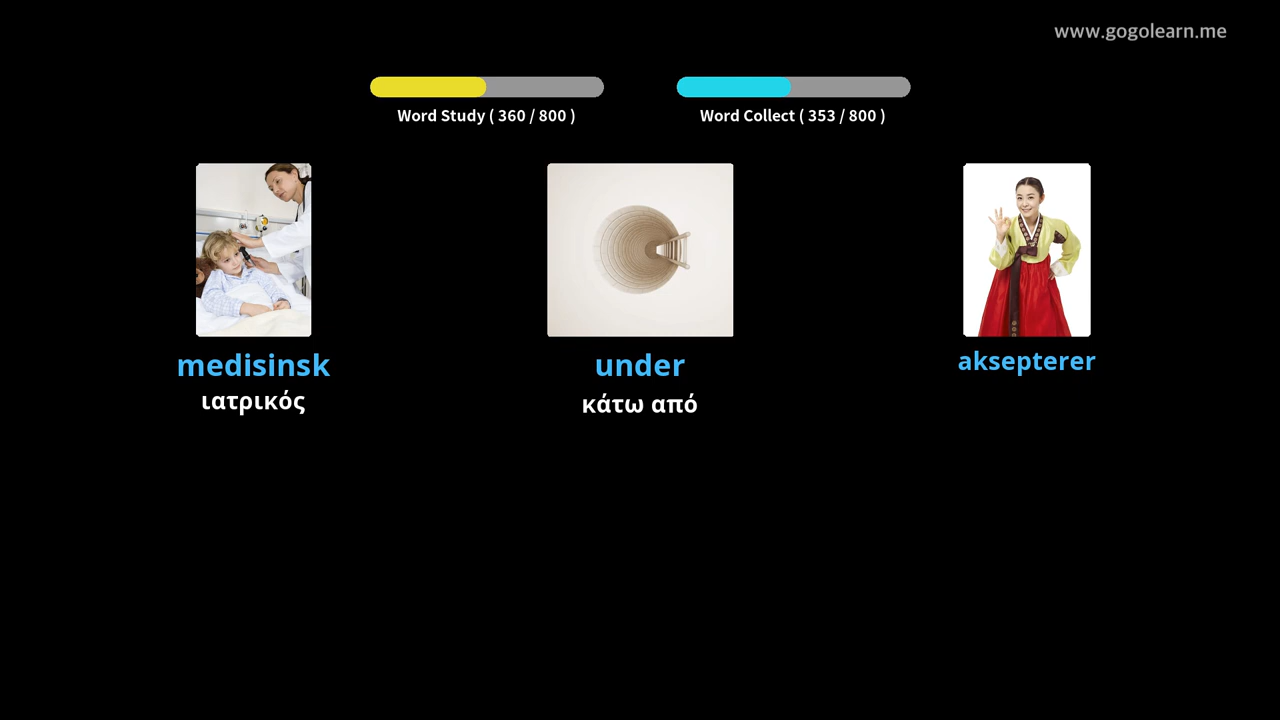 www.gogolearn.me
Word Study ( 360 / 800 )
Word Collect ( 353 / 800 )
medisinsk
ιατρικός
under
κάτω από
aksepterer